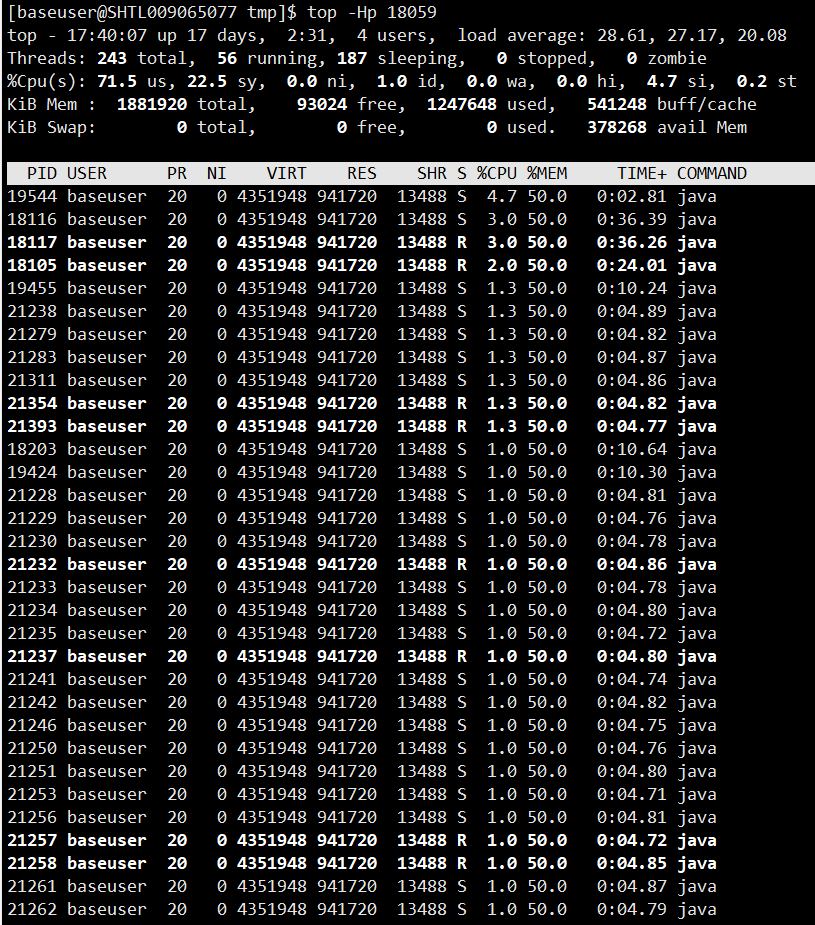 [baseuser@SHTL009065077 tmp]$ top -Hp 18059
top - 17:40:07 up 17 days,  2:31,  4 users,  load average: 28.61, 27.17, 20.08
Threads: 243 total,  56 running, 187 sleeping,   0 stopped,   0 zombie
%Cpu(s): 71.5 us, 22.5 sy,  0.0 ni,  1.0 id,  0.0 wa,  0.0 hi,  4.7 si,  0.2 st
KiB Mem :  1881920 total,    93024 free,  1247648 used,   541248 buff/cache
KiB Swap:        0 total,        0 free,        0 used.   378268 avail Mem
  PID USER      PR  NI    VIRT    RES    SHR S %CPU %MEM     TIME+ COMMAND
19544 baseuser  20   0 4351948 941720  13488 S  4.7 50.0   0:02.81 java
18116 baseuser  20   0 4351948 941720  13488 S  3.0 50.0   0:36.39 java
18117 baseuser  20   0 4351948 941720  13488 R  3.0 50.0   0:36.26 java
18105 baseuser  20   0 4351948 941720  13488 R  2.0 50.0   0:24.01 java
19455 baseuser  20   0 4351948 941720  13488 S  1.3 50.0   0:10.24 java
21238 baseuser  20   0 4351948 941720  13488 S  1.3 50.0   0:04.89 java
21279 baseuser  20   0 4351948 941720  13488 S  1.3 50.0   0:04.82 java
21283 baseuser  20   0 4351948 941720  13488 S  1.3 50.0   0:04.87 java
21311 baseuser  20   0 4351948 941720  13488 S  1.3 50.0   0:04.86 java
21354 baseuser  20   0 4351948 941720  13488 R  1.3 50.0   0:04.82 java
21393 baseuser  20   0 4351948 941720  13488 R  1.3 50.0   0:04.77 java
18203 baseuser  20   0 4351948 941720  13488 S  1.0 50.0   0:10.64 java
19424 baseuser  20   0 4351948 941720  13488 S  1.0 50.0   0:10.30 java
21228 baseuser  20   0 4351948 941720  13488 S  1.0 50.0   0:04.81 java
21229 baseuser  20   0 4351948 941720  13488 S  1.0 50.0   0:04.76 java
21230 baseuser  20   0 4351948 941720  13488 S  1.0 50.0   0:04.78 java
21232 baseuser  20   0 4351948 941720  13488 R  1.0 50.0   0:04.86 java
21233 baseuser  20   0 4351948 941720  13488 S  1.0 50.0   0:04.78 java
21234 baseuser  20   0 4351948 941720  13488 S  1.0 50.0   0:04.80 java
21235 baseuser  20   0 4351948 941720  13488 S  1.0 50.0   0:04.72 java
21237 baseuser  20   0 4351948 941720  13488 R  1.0 50.0   0:04.80 java
21241 baseuser  20   0 4351948 941720  13488 S  1.0 50.0   0:04.74 java
21242 baseuser  20   0 4351948 941720  13488 S  1.0 50.0   0:04.82 java
21246 baseuser  20   0 4351948 941720  13488 S  1.0 50.0   0:04.75 java
21250 baseuser  20   0 4351948 941720  13488 S  1.0 50.0   0:04.76 java
21251 baseuser  20   0 4351948 941720  13488 S  1.0 50.0   0:04.80 java
21253 baseuser  20   0 4351948 941720  13488 S  1.0 50.0   0:04.71 java
21256 baseuser  20   0 4351948 941720  13488 S  1.0 50.0   0:04.81 java
21257 baseuser  20   0 4351948 941720  13488 R  1.0 50.0   0:04.72 java
21258 baseuser  20   0 4351948 941720  13488 R  1.0 50.0   0:04.85 java
21261 baseuser  20   0 4351948 941720  13488 S  1.0 50.0   0:04.87 java
21262 baseuser  20   0 4351948 941720  13488 S  1.0 50.0   0:04.79 java